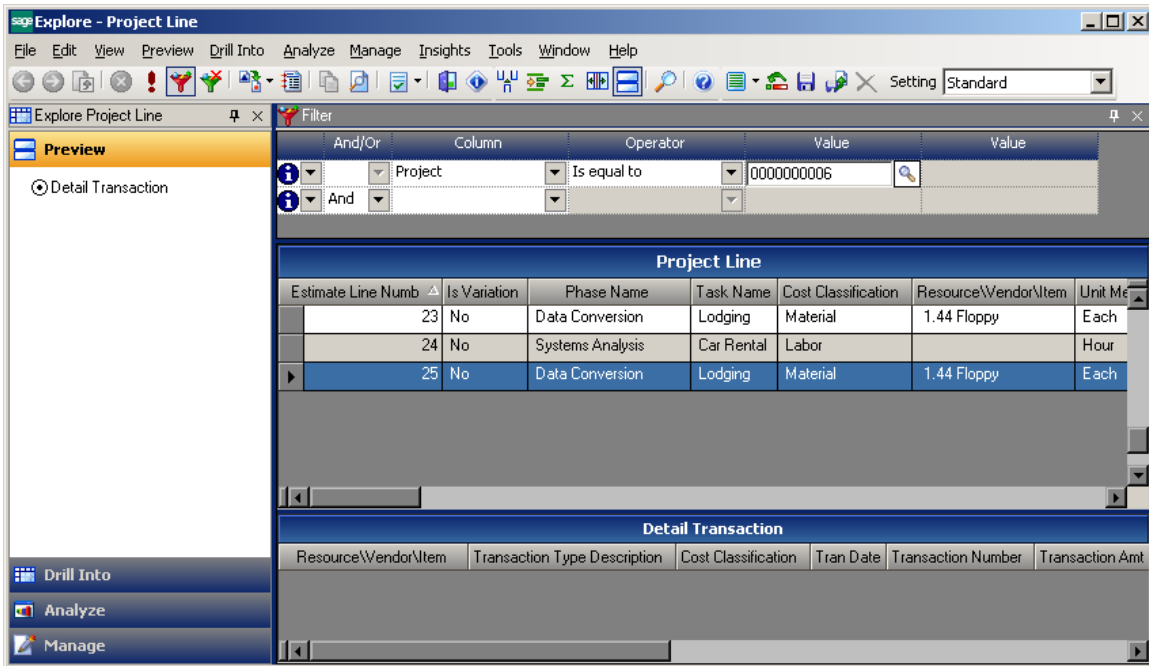 sage Explore - Project Line
File Edit View Preview Drill Into Analyze Manage Insights Tools Window Help
Setting Standard
Explore Project Line
Filter
Preview
Detail Transaction
And/Or Column Operator Value Value
Project Is equal to 0000000006
And
Project Line
Estimate Line Numb Is Variation Phase Name Task Name Cost Classification Resource\Vendor\Item Unit Me
23 No Data Conversion Lodging Material 1.44 Floppy Each
24 No Systems Analysis Car Rental Labor Hour
25 No Data Conversion Lodging Material 1.44 Floppy Each
Detail Transaction
Resource\Vendor\Item Transaction Type Description Cost Classification Tran Date Transaction Number Transaction Amt
Drill Into
Analyze
Manage